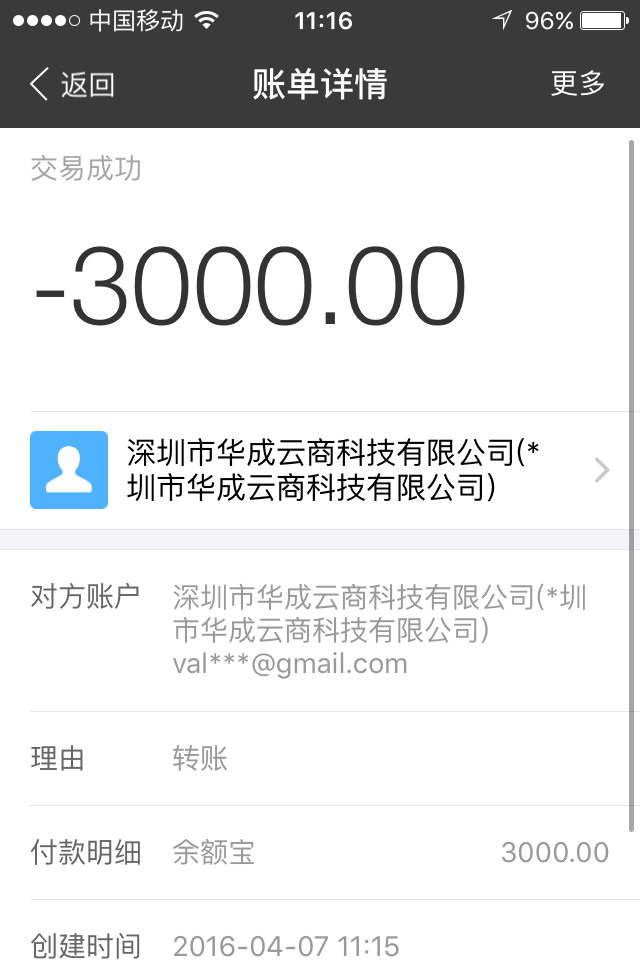 中国移动 11:16 96%
返回 账单详情 更多
交易成功
-3000.00
深圳市华成云商科技有限公司(*
圳市华成云商科技有限公司)
对方账户 深圳市华成云商科技有限公司(*圳
市华成云商科技有限公司)
val***@gmail.com
理由 转账
付款明细 余额宝 3000.00
创建时间 2016-04-07 11:15